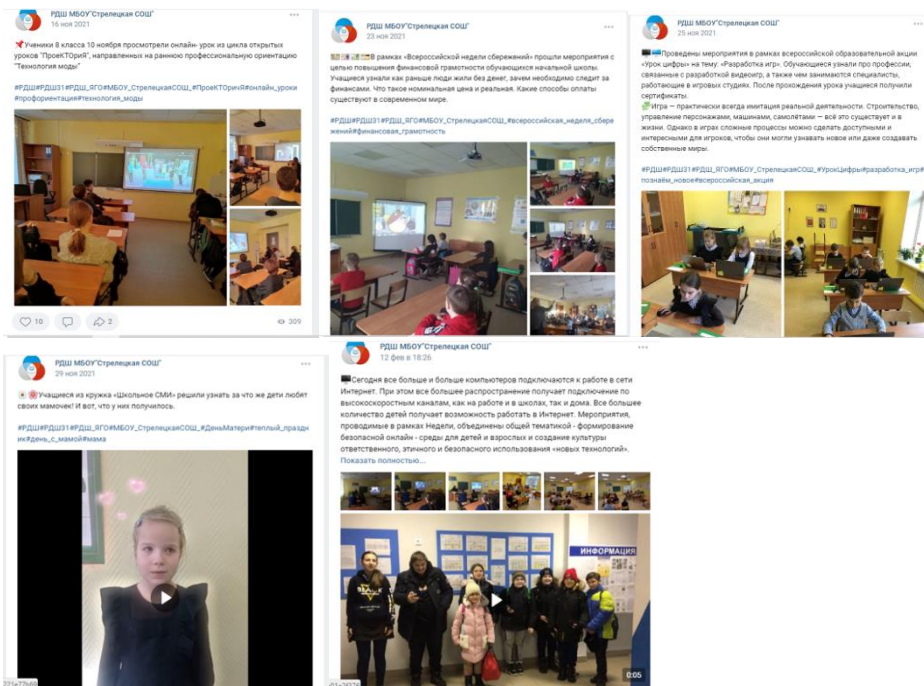 РДШ МБОУ"Стрелецкая СОШ"
16 ноя 2021
Ученики 8 класса 10 ноября просмотрели онлайн- урок из цикла открытых
уроков "ПроеКТОриЯ", направленных на раннюю профессиональную ориентацию
"Технология моды"
#РДШ#РДШ31#РДШ_ЯГО#МБОУ_СтрелецкаяСОШ_#ПроеКТОричЯ#онлайн_уроки
#профориентация#технология_моды
10
2
309
РДШ МБОУ"Стрелецкая СОШ"
23 ноя 2021
В рамках «Всероссийской недели сбережений» прошли мероприятия с
целью повышения финансовой грамотности обучающихся начальной школы.
Учащиеся узнали как раньше люди жили без денег, зачем необходимо следит за
финансами. Что такое номинальная цена и реальная. Какие способы оплаты
существуют в современном мире.
#РДШ#РДШ31#РДШ_ЯГО#МБОУ_СтрелецкаяСОШ_#всероссийская_неделя_сбере
жений#финансовая_грамотность
РДШ МБОУ"Стрелецкая СОШ"
25 ноя 2021
Проведены мероприятия в рамках всероссийской образовательной акции
«Урок цифры» на тему: «Разработка игр». Обучающиеся узнали про профессии,
связанные с разработкой видеоигр, а также чем занимаются специалисты,
работающие в игровых студиях. После прохождения урока учащиеся получили
сертификаты.
Игра — практически всегда имитация реальной деятельности. Строительство,
управление персонажами, машинами, самолётами — всё это существует и в
жизни. Однако в играх сложные процессы можно сделать доступными и
интересными для игроков, чтобы они могли узнавать новое или даже создавать
собственные миры.
#РДШ#РДШ31#РДШ_ЯГО#МБОУ_СтрелецкаяСОШ_#УрокЦифры#разработка_игр#
познаём_новое#всероссийская_акция
РДШ МБОУ"Стрелецкая СОШ"
29 ноя 2021
Учащиеся из кружка «Школьное СМИ» решили узнать за что же дети любят
своих мамочек! И вот, что у них получилось.
#РДШ#РДШ31#РДШ_ЯГО#МБОУ_СтрелецкаяСОШ_#ДеньМатери#теплый_праздн
ик#день_с_мамой#мама
РДШ МБОУ"Стрелецкая СОШ"
12 фев в 18:26
Сегодня все больше и больше компьютеров подключаются к работе в сети
Интернет. При этом все большее распространение получает подключение по
высокоскоростным каналам, как на работе и в школах, так и дома. Все большее
количество детей получает возможность работать в Интернет. Мероприятия,
проводимые в рамках Недели, объединены общей тематикой - формирование
безопасной онлайн - среды для детей и взрослых и создание культуры
ответственного, этичного и безопасного использования «новых технологий».
Показать полностью...
ИНФОРМАЦИЯ
0:05